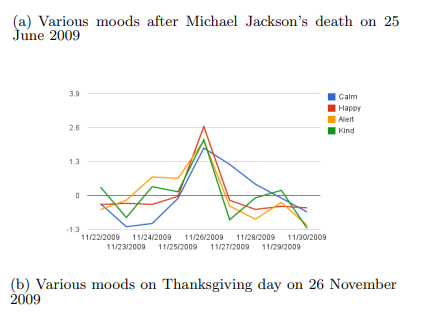 (a) Various moods after Michael Jackson's death on 25
June 2009
3.9
2.6
1.3
0
-1.3
Calm
Happy
Alert
Kind
11/22/2009 11/24/2009 11/26/2009 11/28/2009 11/30/2009
11/23/2009 11/25/2009 11/27/2009 11/29/2009
(b) Various moods on Thanksgiving day on 26 November
2009